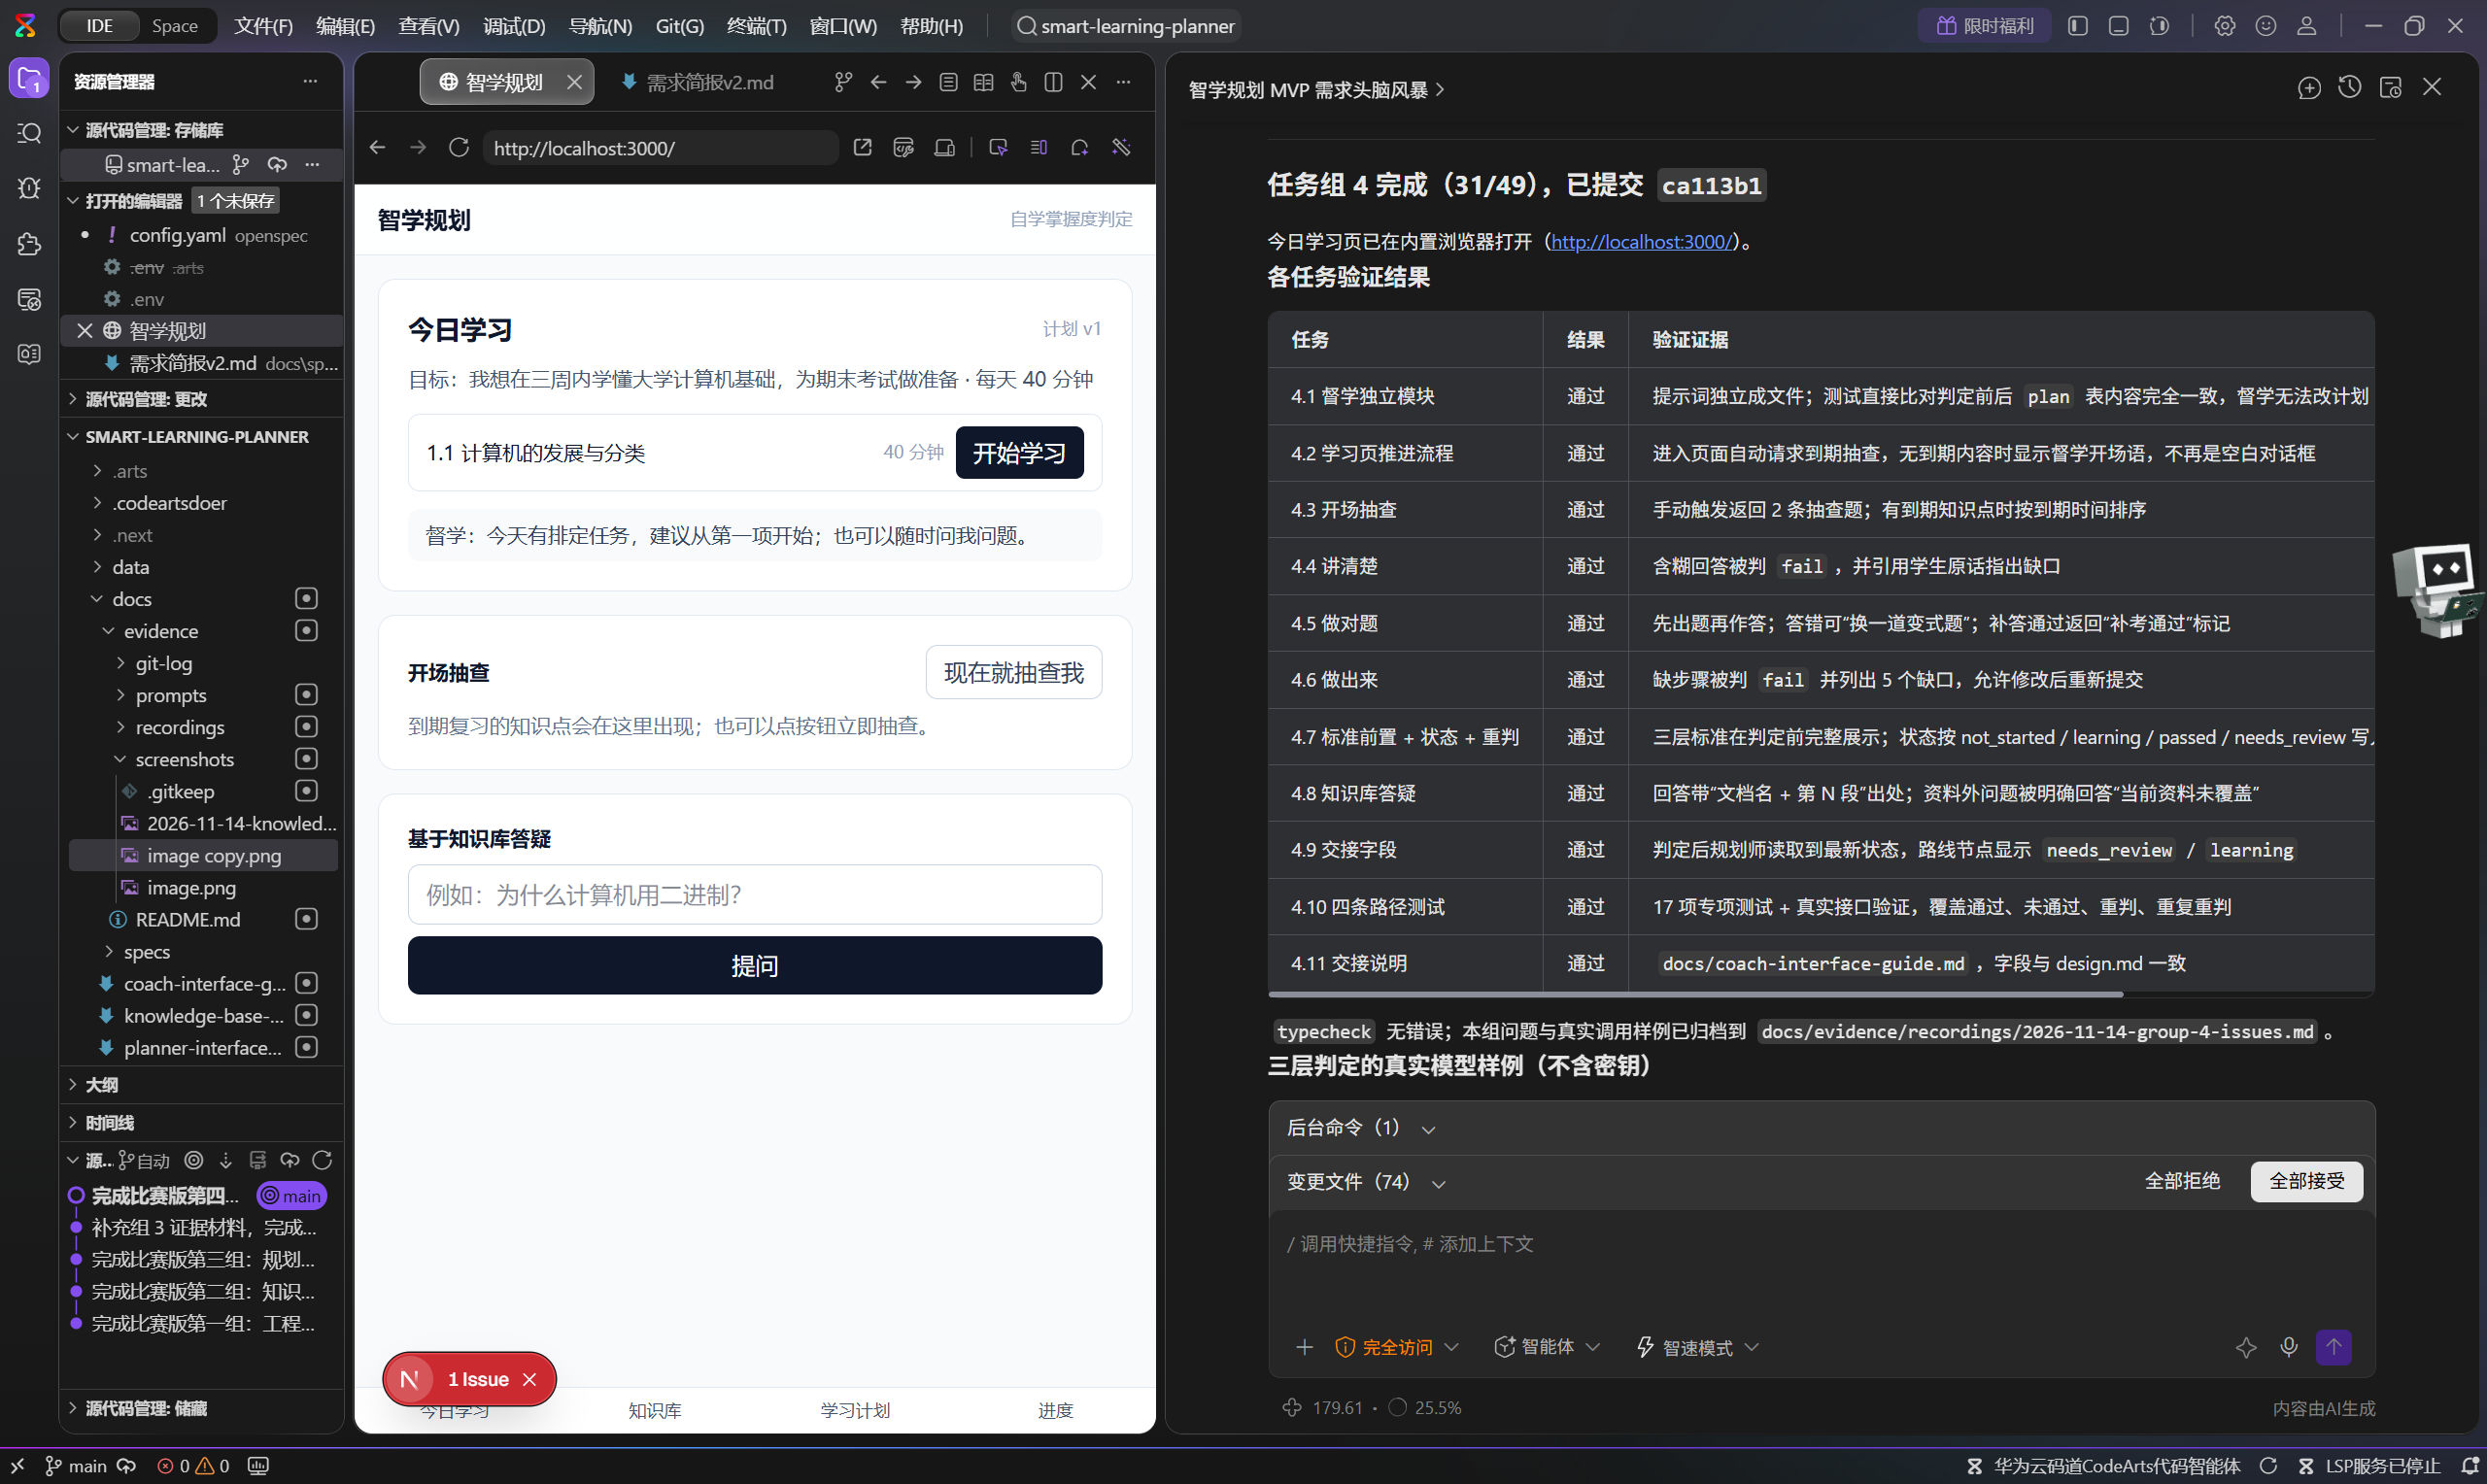 IDE
Space
文件(F)
编辑(E)
查看(V)
调试(D)
导航(N)
Git(G)
终端(T)
窗口(W)
帮助(H)
smart-learning-planner
限时福利
1
资源管理器
源代码管理: 存储库
smart-lea...
打开的编辑器
1 个未保存
! config.yaml openspec
.env .arts
.env
智学规划
需求简报v2.md docs\sp...
源代码管理: 更改
SMART-LEARNING-PLANNER
.arts
.codeartsdoer
.next
data
docs
evidence
git-log
prompts
recordings
screenshots
.gitkeep
2026-11-14-knowled...
image copy.png
image.png
README.md
specs
coach-interface-g...
knowledge-base-...
planner-interface...
大纲
时间线
源... 自动
完成比赛版第四... main
补充组 3 证据材料，完成...
完成比赛版第三组：规划...
完成比赛版第二组：知识...
完成比赛版第一组：工程...
源代码管理: 储藏
智学规划
需求简报v2.md
http://localhost:3000/
智学规划
自学掌握度判定
今日学习
计划 v1
目标：我想在三周内学懂大学计算机基础，为期末考试做准备 · 每天 40 分钟
1.1 计算机的发展与分类
40 分钟
开始学习
督学：今天有排定任务，建议从第一项开始；也可以随时问我问题。
开场抽查
现在就抽查我
到期复习的知识点会在这里出现；也可以点按钮立即抽查。
基于知识库答疑
例如：为什么计算机用二进制？
提问
N 1 Issue
今日学习
知识库
学习计划
进度
智学规划 MVP 需求头脑风暴
任务组 4 完成（31/49），已提交 ca113b1
今日学习页已在内置浏览器打开（http://localhost:3000/）。
各任务验证结果
任务 结果 验证证据
4.1 督学独立模块 通过 提示词独立成文件；测试直接比对判定前后 plan 表内容完全一致，督学无法改计划
4.2 学习页推进流程 通过 进入页面自动请求到期抽查，无到期内容时显示督学开场语，不再是空白对话框
4.3 开场抽查 通过 手动触发返回 2 条抽查题；有到期知识点时按到期时间排序
4.4 讲清楚 通过 含糊回答被判 fail ，并引用学生原话指出缺口
4.5 做对题 通过 先出题再作答；答错可“换一道变式题”；补答通过返回“补考通过”标记
4.6 做出来 通过 缺步骤被判 fail 并列出 5 个缺口，允许修改后重新提交
4.7 标准前置 + 状态 + 重判 通过 三层标准在判定前完整展示；状态按 not_started / learning / passed / needs_review 写
4.8 知识库答疑 通过 回答带“文档名 + 第 N 段”出处；资料外问题被明确回答“当前资料未覆盖”
4.9 交接字段 通过 判定后规划师读取到最新状态，路线节点显示 needs_review / learning
4.10 四条路径测试 通过 17 项专项测试 + 真实接口验证，覆盖通过、未通过、重判、重复重判
4.11 交接说明 通过 docs/coach-interface-guide.md ，字段与 design.md 一致
typecheck 无错误；本组问题与真实调用样例已归档到 docs/evidence/recordings/2026-11-14-group-4-issues.md 。
三层判定的真实模型样例（不含密钥）
后台命令（1）
变更文件（74）
全部拒绝
全部接受
/ 调用快捷指令, # 添加上下文
完全访问
智能体
智速模式
179.61 · 25.5%
内容由AI生成
main
0
0
华为云码道CodeArts代码智能体
LSP服务已停止